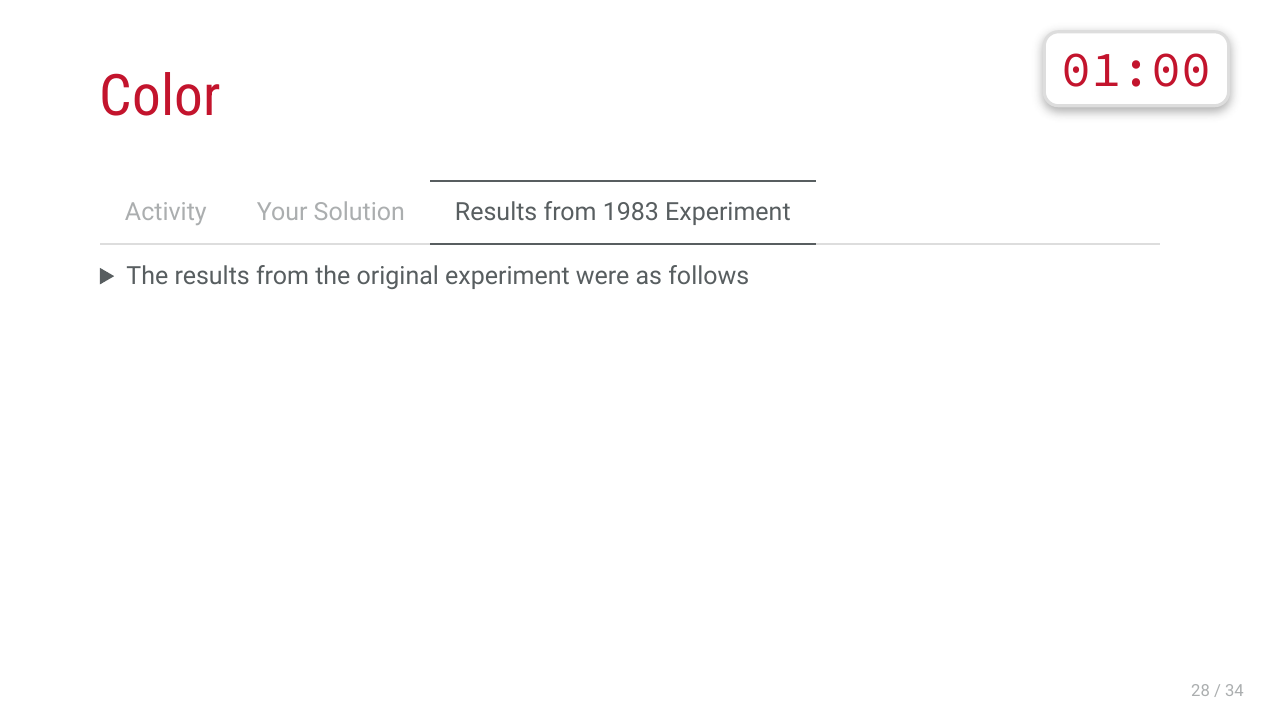 01:00
Color
Activity Your Solution Results from 1983 Experiment
The results from the original experiment were as follows
28 / 34